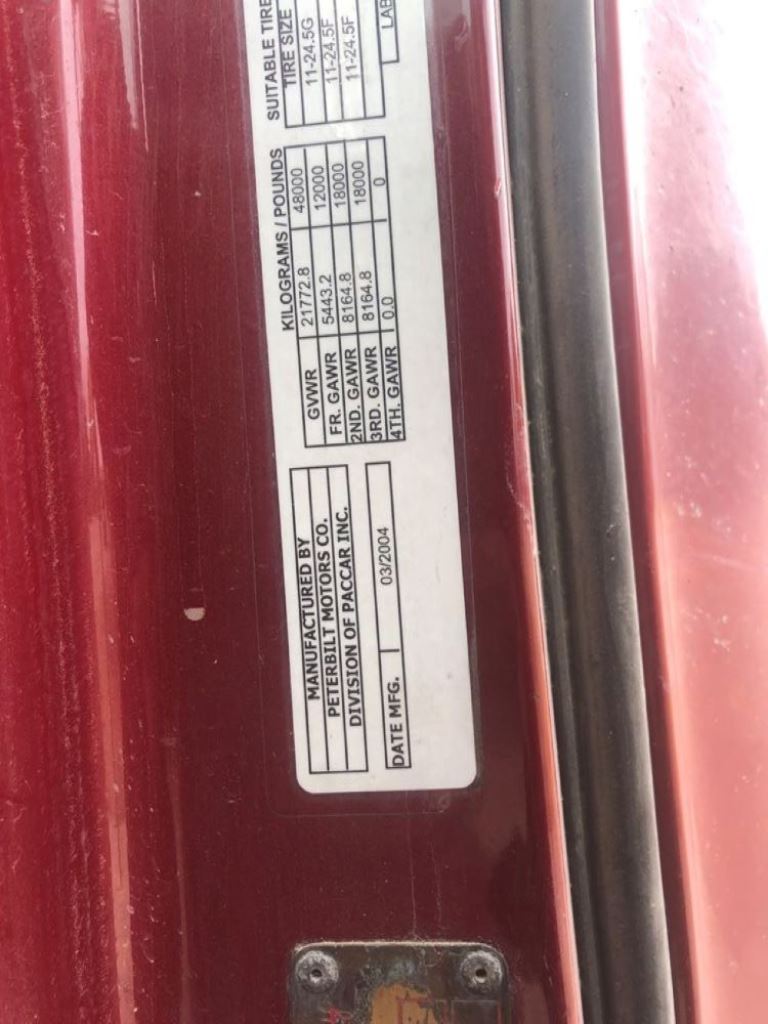 MANUFACTURED BY
PETERBILT MOTORS CO.
DIVISION OF PACCAR INC.
DATE MFG. 03/2004
KILOGRAMS / POUNDS
GVWR 21772.8 48000
FR. GAWR 5443.2 12000
2ND. GAWR 8164.8 18000
3RD. GAWR 8164.8 18000
4TH. GAWR 0.0 0
SUITABLE TIRE
TIRE SIZE
11-24.5G
11-24.5F
11-24.5F
LAB